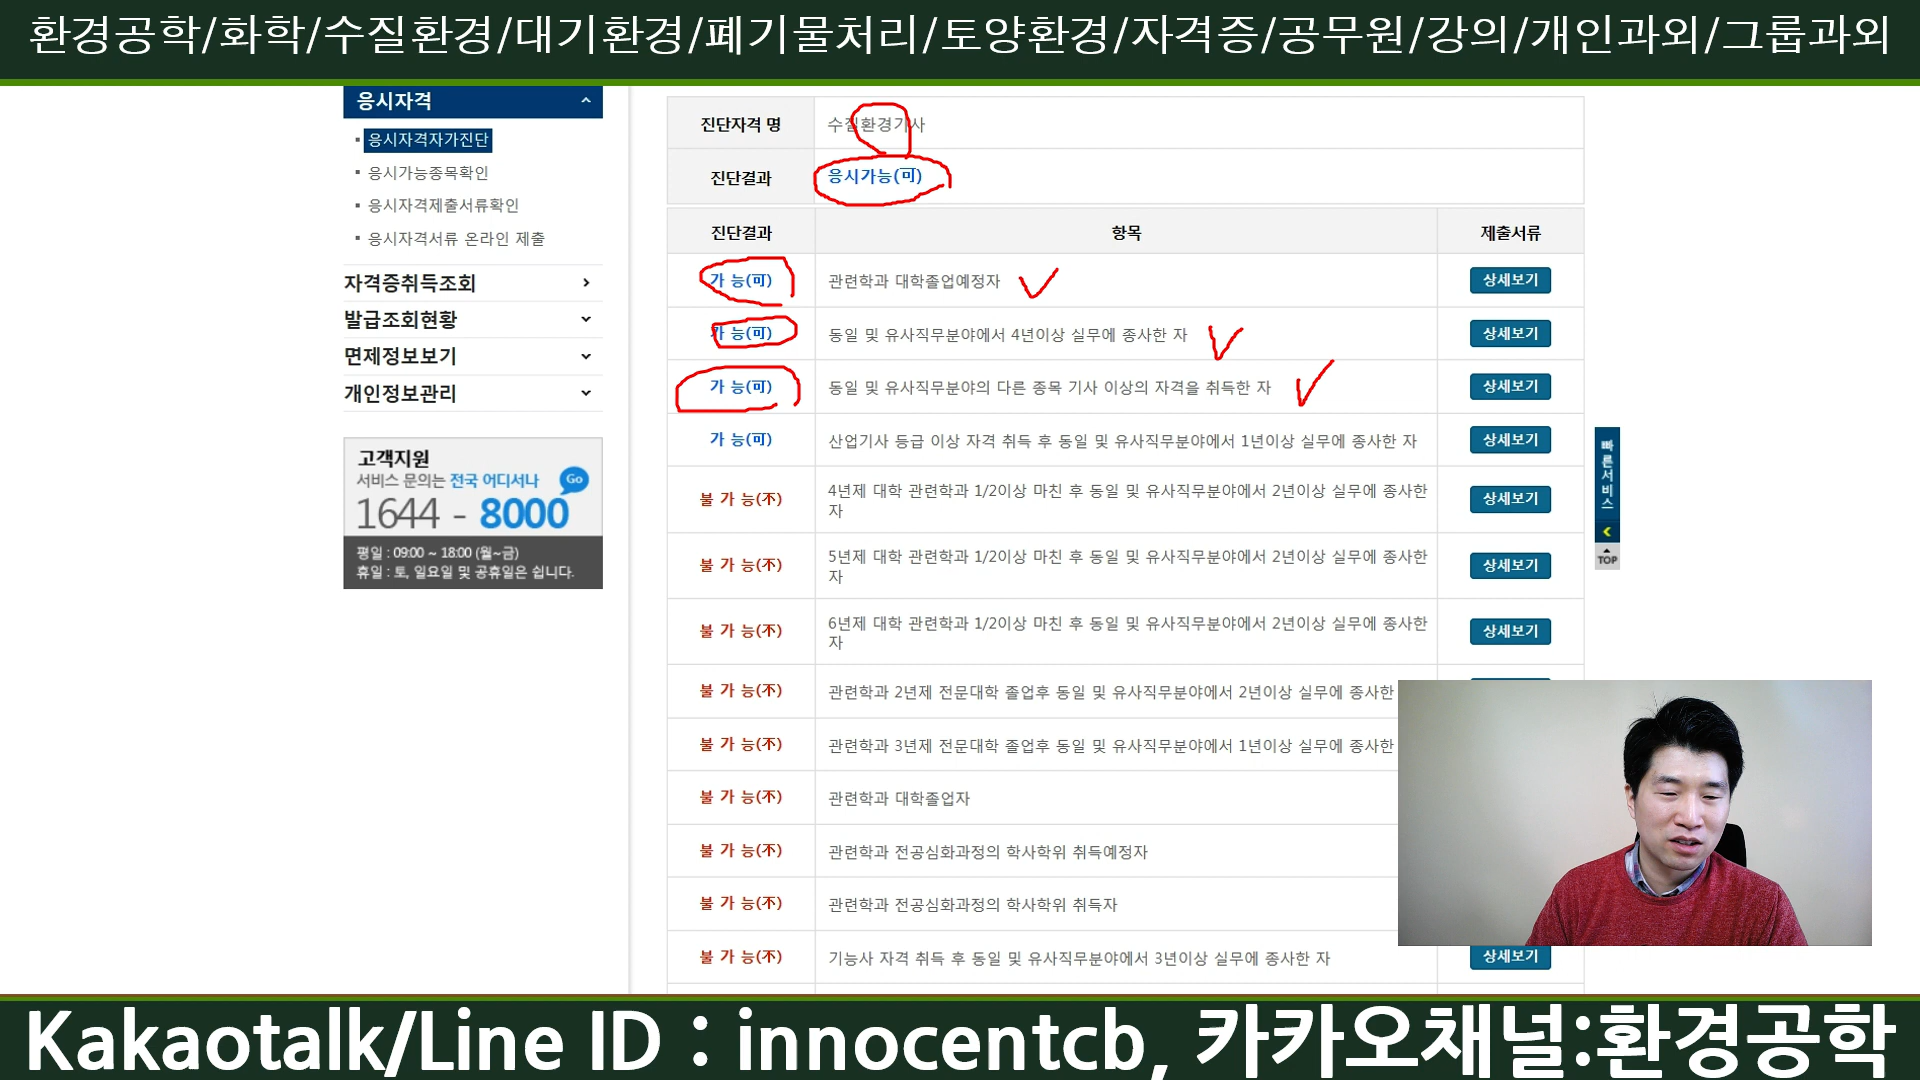 환경공학/화학/수질환경/대기환경/폐기물처리/토양환경/자격증/공무원/강의/개인과외/그룹과외
응시자격
응시자격자가진단
응시가능종목확인
응시자격제출서류확인
응시자격서류 온라인 제출
자격증취득조회
발급조회현황
면제정보보기
개인정보관리
고객지원
서비스 문의는 전국 어디서나 Go
1644 - 8000
평일 : 09:00 ~ 18:00 (월~금)
휴일 : 토, 일요일 및 공휴일은 쉽니다.
진단자격 명 수질환경기사
진단결과 응시가능(可)
진단결과 항목 제출서류
가 능(可) 관련학과 대학졸업예정자 상세보기
가 능(可) 동일 및 유사직무분야에서 4년이상 실무에 종사한 자 상세보기
가 능(可) 동일 및 유사직무분야의 다른 종목 기사 이상의 자격을 취득한 자 상세보기
가 능(可) 산업기사 등급 이상 자격 취득 후 동일 및 유사직무분야에서 1년이상 실무에 종사한 자 상세보기
불 가 능(不) 4년제 대학 관련학과 1/2이상 마친 후 동일 및 유사직무분야에서 2년이상 실무에 종사한 상세보기
자
불 가 능(不) 5년제 대학 관련학과 1/2이상 마친 후 동일 및 유사직무분야에서 2년이상 실무에 종사한 상세보기
자
불 가 능(不) 6년제 대학 관련학과 1/2이상 마친 후 동일 및 유사직무분야에서 2년이상 실무에 종사한 상세보기
자
불 가 능(不) 관련학과 2년제 전문대학 졸업후 동일 및 유사직무분야에서 2년이상 실무에 종사한
불 가 능(不) 관련학과 3년제 전문대학 졸업후 동일 및 유사직무분야에서 1년이상 실무에 종사한
불 가 능(不) 관련학과 대학졸업자
불 가 능(不) 관련학과 전공심화과정의 학사학위 취득예정자
불 가 능(不) 관련학과 전공심화과정의 학사학위 취득자
불 가 능(不) 기능사 자격 취득 후 동일 및 유사직무분야에서 3년이상 실무에 종사한 자 상세보기
빠른서비스
TOP
Kakaotalk/Line ID : innocentcb, 카카오채널:환경공학